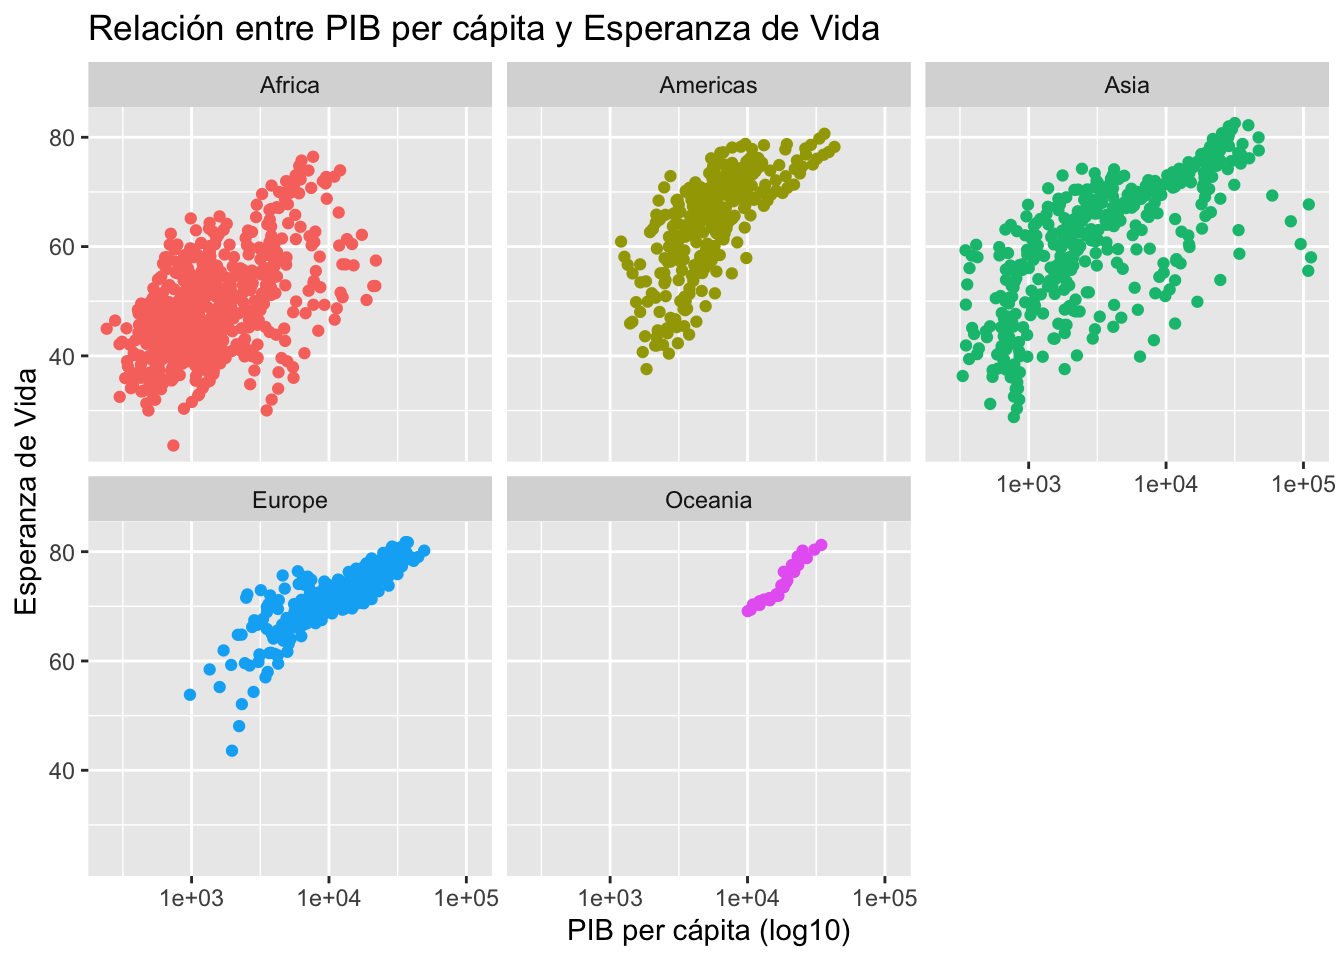 Relación entre PIB per cápita y Esperanza de Vida
Africa
Americas
Asia
80
60
40
Esperanza de Vida
1e+03 1e+04 1e+05
Europe
Oceania
80
60
40
1e+03 1e+04 1e+05
1e+03 1e+04 1e+05
PIB per cápita (log10)